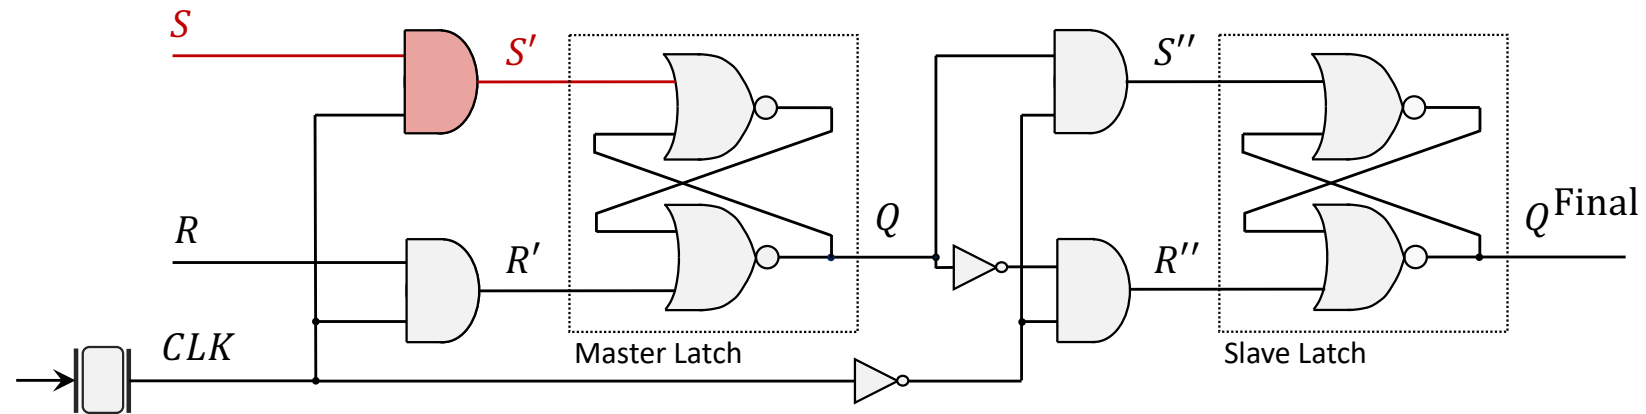 S
S′
S″
R
R′
Q
R″
Q^Final
CLK
Master Latch
Slave Latch